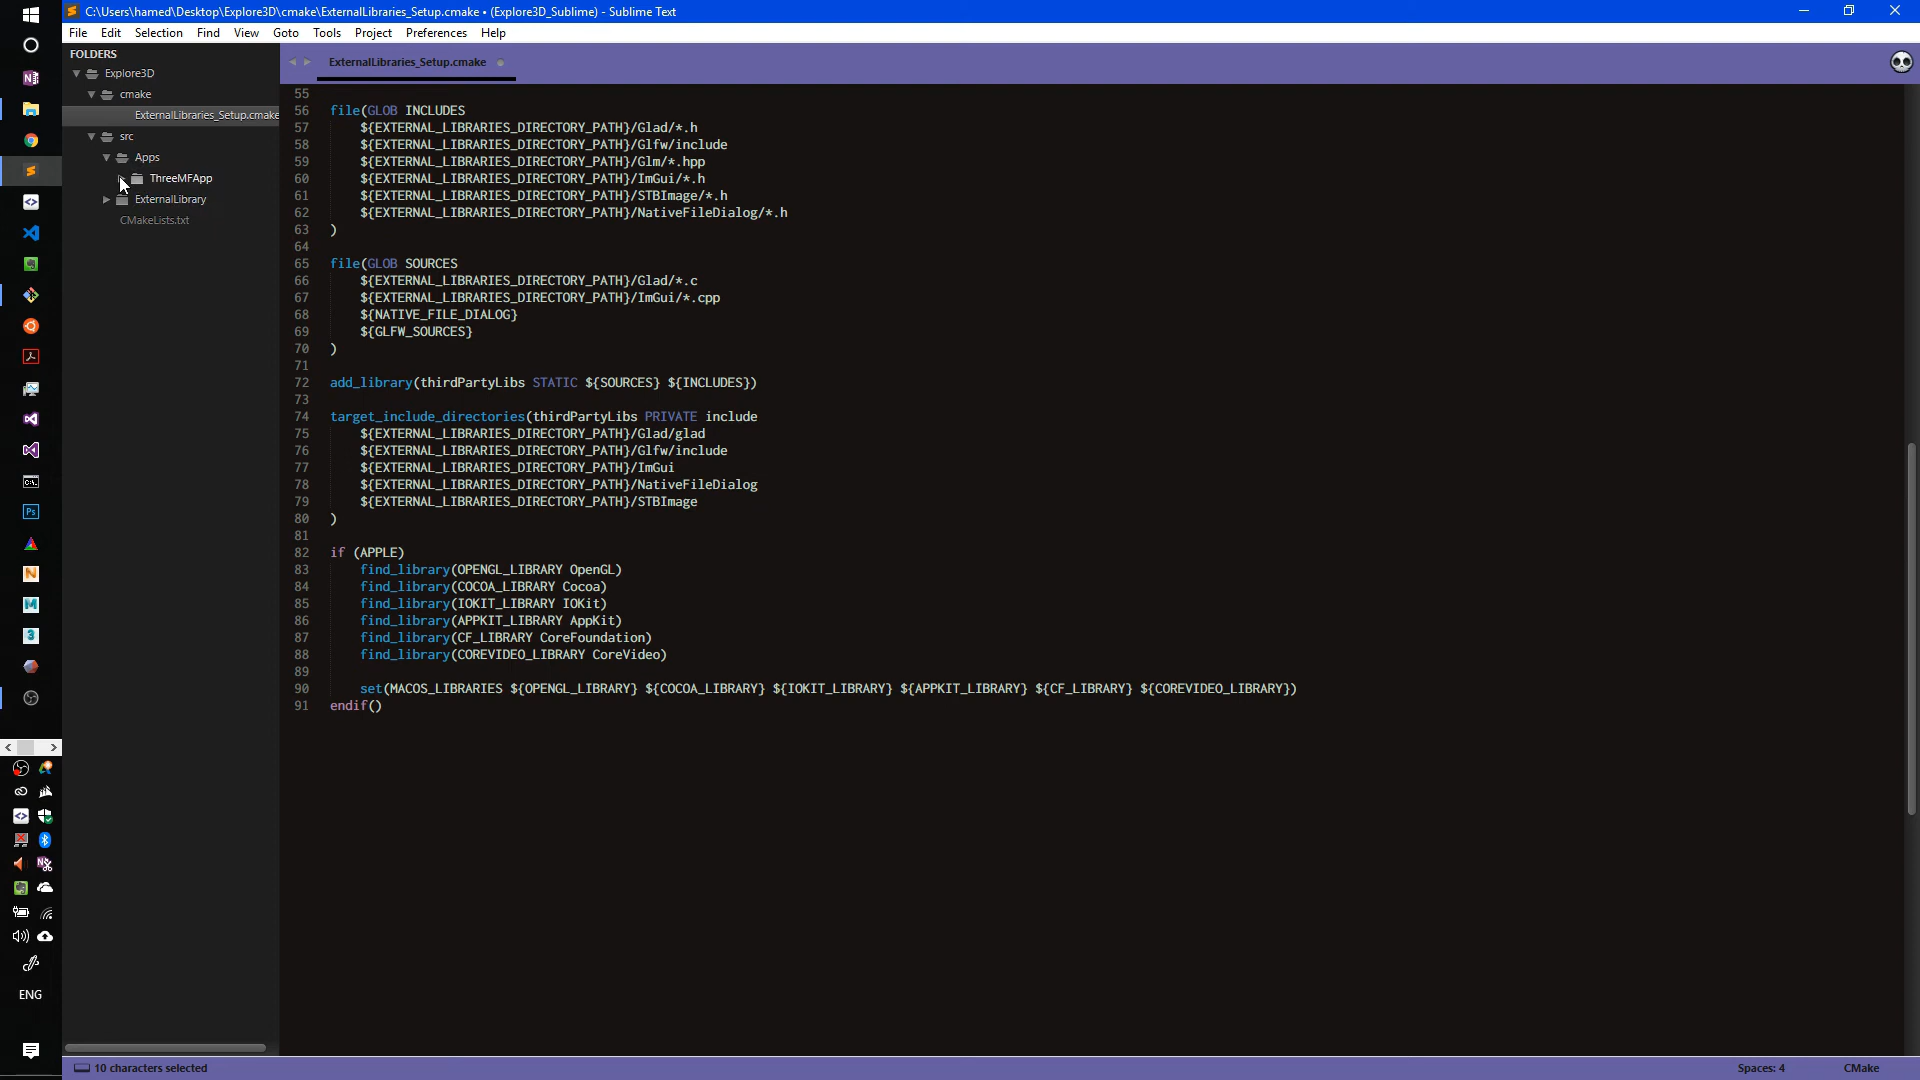 C:\Users\hamed\Desktop\Explore3D\cmake\ExternalLibraries_Setup.cmake • (Explore3D_Sublime) - Sublime Text
File Edit Selection Find View Goto Tools Project Preferences Help
FOLDERS
Explore3D
cmake
ExternalLibraries_Setup.cmake
src
Apps
ThreeMFApp
ExternalLibrary
CMakeLists.txt
ExternalLibraries_Setup.cmake
55
56 file(GLOB INCLUDES
57 ${EXTERNAL_LIBRARIES_DIRECTORY_PATH}/Glad/*.h
58 ${EXTERNAL_LIBRARIES_DIRECTORY_PATH}/Glfw/include
59 ${EXTERNAL_LIBRARIES_DIRECTORY_PATH}/Glm/*.hpp
60 ${EXTERNAL_LIBRARIES_DIRECTORY_PATH}/ImGui/*.h
61 ${EXTERNAL_LIBRARIES_DIRECTORY_PATH}/STBImage/*.h
62 ${EXTERNAL_LIBRARIES_DIRECTORY_PATH}/NativeFileDialog/*.h
63 )
64
65 file(GLOB SOURCES
66 ${EXTERNAL_LIBRARIES_DIRECTORY_PATH}/Glad/*.c
67 ${EXTERNAL_LIBRARIES_DIRECTORY_PATH}/ImGui/*.cpp
68 ${NATIVE_FILE_DIALOG}
69 ${GLFW_SOURCES}
70 )
71
72 add_library(thirdPartyLibs STATIC ${SOURCES} ${INCLUDES})
73
74 target_include_directories(thirdPartyLibs PRIVATE include
75 ${EXTERNAL_LIBRARIES_DIRECTORY_PATH}/Glad/glad
76 ${EXTERNAL_LIBRARIES_DIRECTORY_PATH}/Glfw/include
77 ${EXTERNAL_LIBRARIES_DIRECTORY_PATH}/ImGui
78 ${EXTERNAL_LIBRARIES_DIRECTORY_PATH}/NativeFileDialog
79 ${EXTERNAL_LIBRARIES_DIRECTORY_PATH}/STBImage
80 )
81
82 if (APPLE)
83 find_library(OPENGL_LIBRARY OpenGL)
84 find_library(COCOA_LIBRARY Cocoa)
85 find_library(IOKIT_LIBRARY IOKit)
86 find_library(APPKIT_LIBRARY AppKit)
87 find_library(CF_LIBRARY CoreFoundation)
88 find_library(COREVIDEO_LIBRARY CoreVideo)
89
90 set(MACOS_LIBRARIES ${OPENGL_LIBRARY} ${COCOA_LIBRARY} ${IOKIT_LIBRARY} ${APPKIT_LIBRARY} ${CF_LIBRARY} ${COREVIDEO_LIBRARY})
91 endif()
ENG
10 characters selected
Spaces: 4
CMake